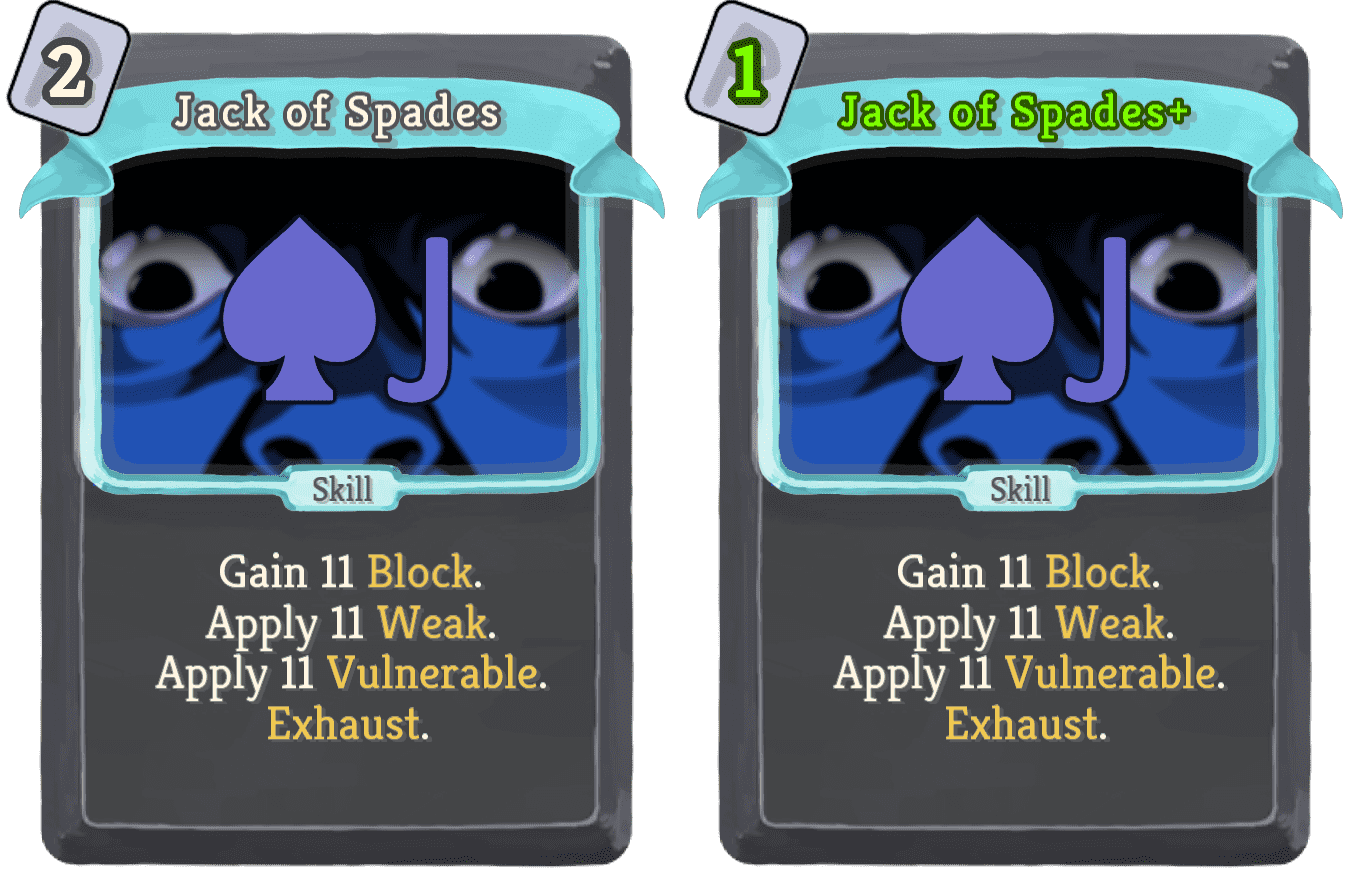 2
Jack of Spades
J
Skill
Gain 11 Block.
Apply 11 Weak.
Apply 11 Vulnerable.
Exhaust.
1
Jack of Spades+
J
Skill
Gain 11 Block.
Apply 11 Weak.
Apply 11 Vulnerable.
Exhaust.